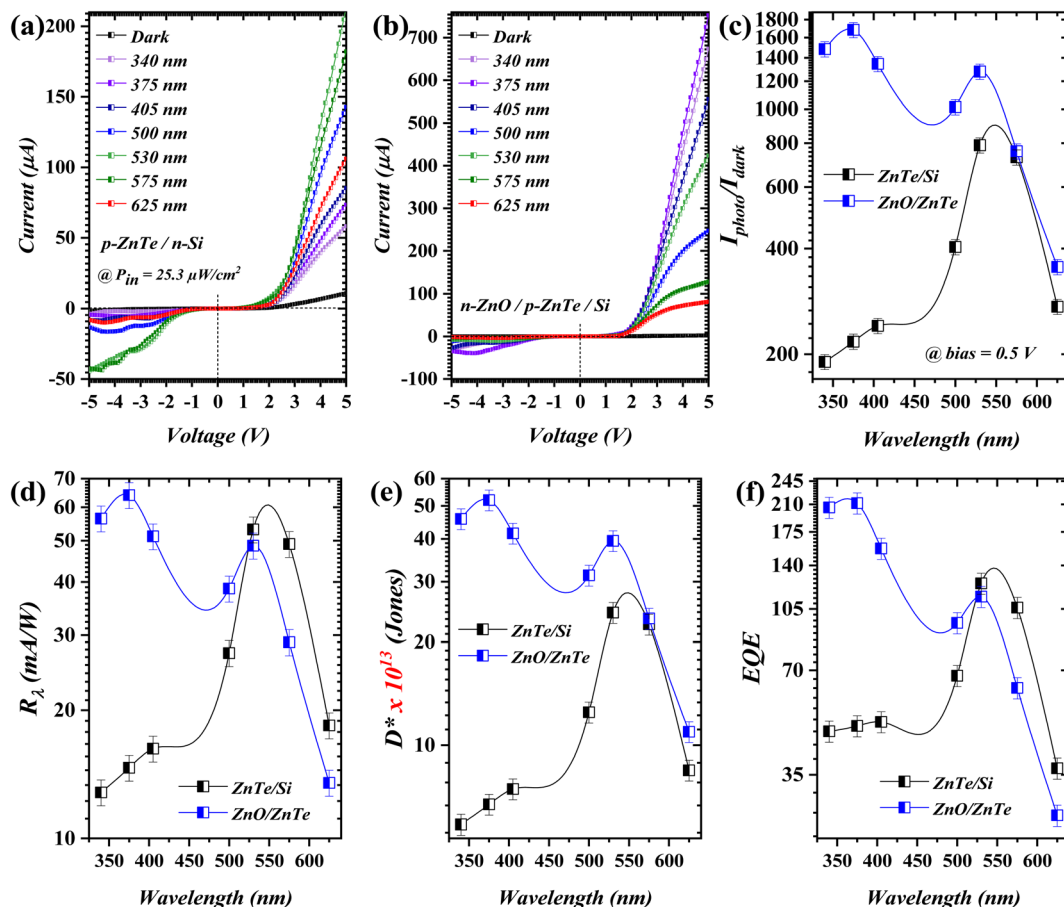 (a)
200
150
100
50
0
-50
Current (μA)
Dark
340 nm
375 nm
405 nm
500 nm
530 nm
575 nm
625 nm
p-ZnTe / n-Si
@ Pin = 25.3 μW/cm²
-5 -4 -3 -2 -1 0 1 2 3 4 5
Voltage (V)
(b)
700
600
500
400
300
200
100
0
-100
Current (μA)
Dark
340 nm
375 nm
405 nm
500 nm
530 nm
575 nm
625 nm
n-ZnO / p-ZnTe / Si
-5 -4 -3 -2 -1 0 1 2 3 4 5
Voltage (V)
(c)
1800
1600
1400
1200
1000
800
600
400
200
Iphoto/Idark
ZnTe/Si
ZnO/ZnTe
@ bias = 0.5 V
350 400 450 500 550 600
Wavelength (nm)
(d)
70
60
50
40
30
20
10
Rλ (mA/W)
ZnTe/Si
ZnO/ZnTe
350 400 450 500 550 600
Wavelength (nm)
(e)
60
50
40
30
20
10
D* x 10¹³ (Jones)
ZnTe/Si
ZnO/ZnTe
350 400 450 500 550 600
Wavelength (nm)
(f)
245
210
175
140
105
70
35
EQE
ZnTe/Si
ZnO/ZnTe
350 400 450 500 550 600
Wavelength (nm)